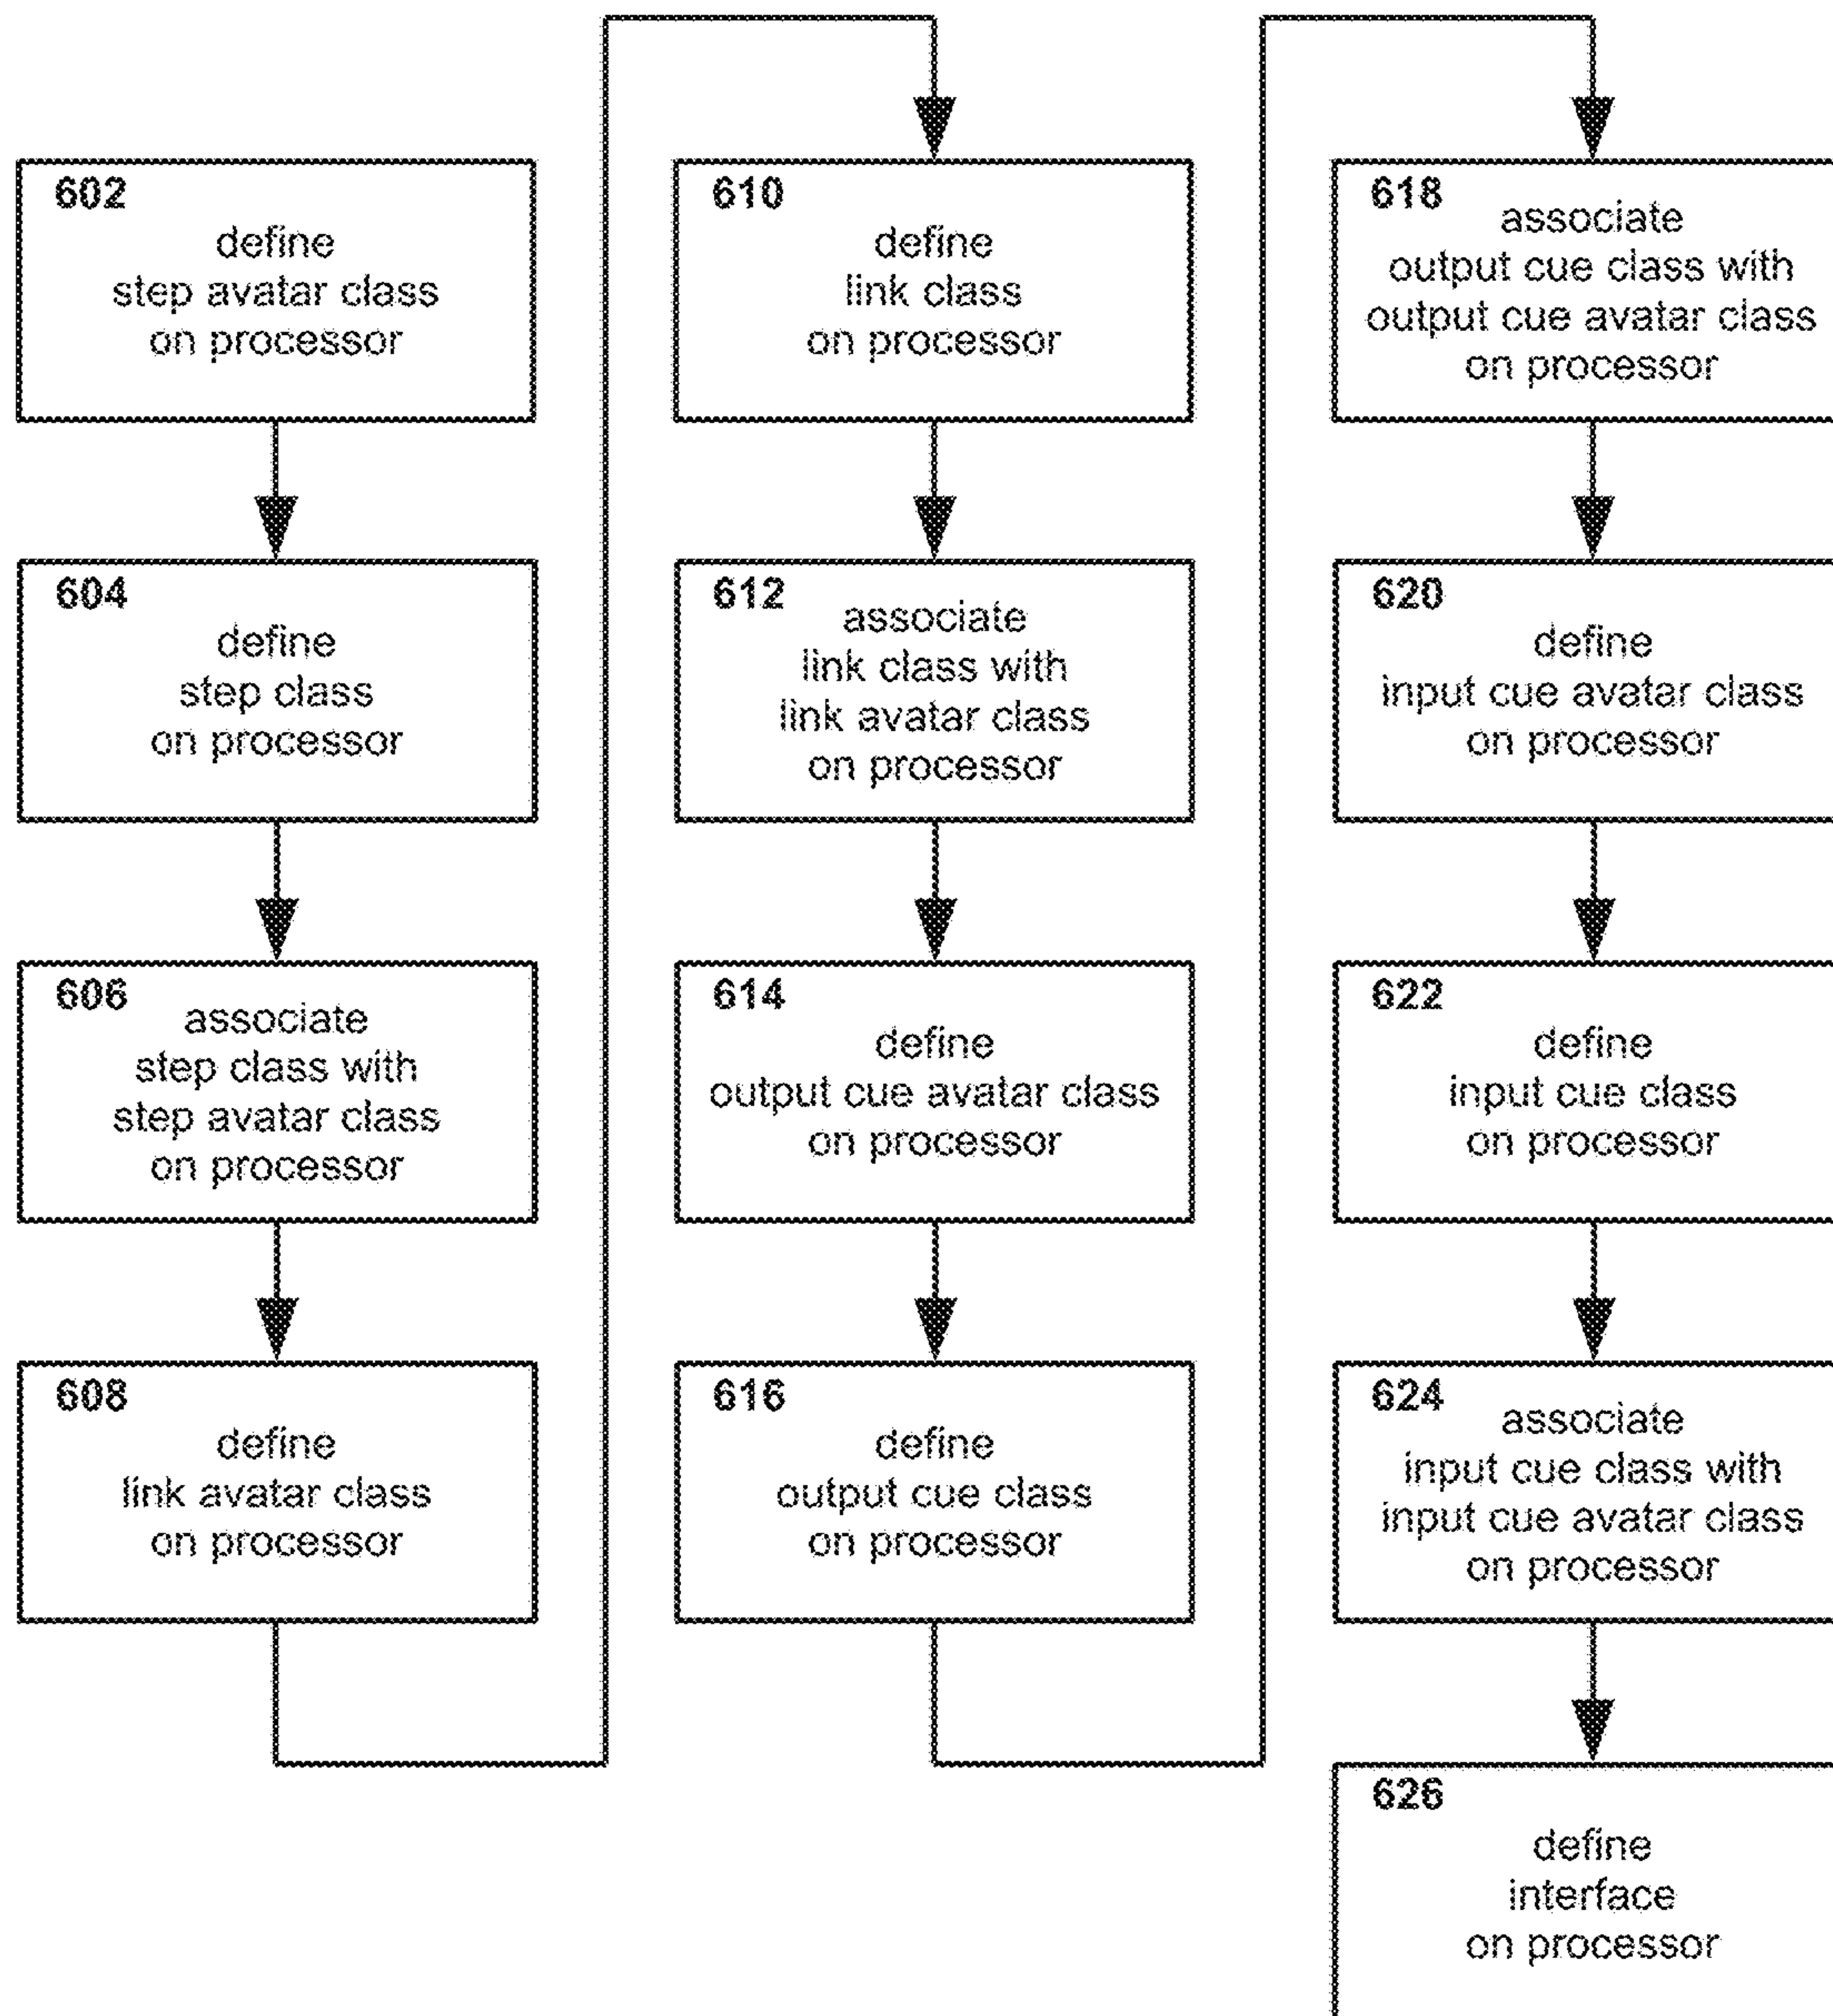 602
define
step avatar class
on processor
604
define
step class
on processor
606
associate
step class with
step avatar class
on processor
608
define
link avatar class
on processor
610
define
link class
on processor
612
associate
link class with
link avatar class
on processor
614
define
output cue avatar class
on processor
616
define
output cue class
on processor
618
associate
output cue class with
output cue avatar class
on processor
620
define
input cue avatar class
on processor
622
define
input cue class
on processor
624
associate
input cue class with
input cue avatar class
on processor
626
define
interface
on processor